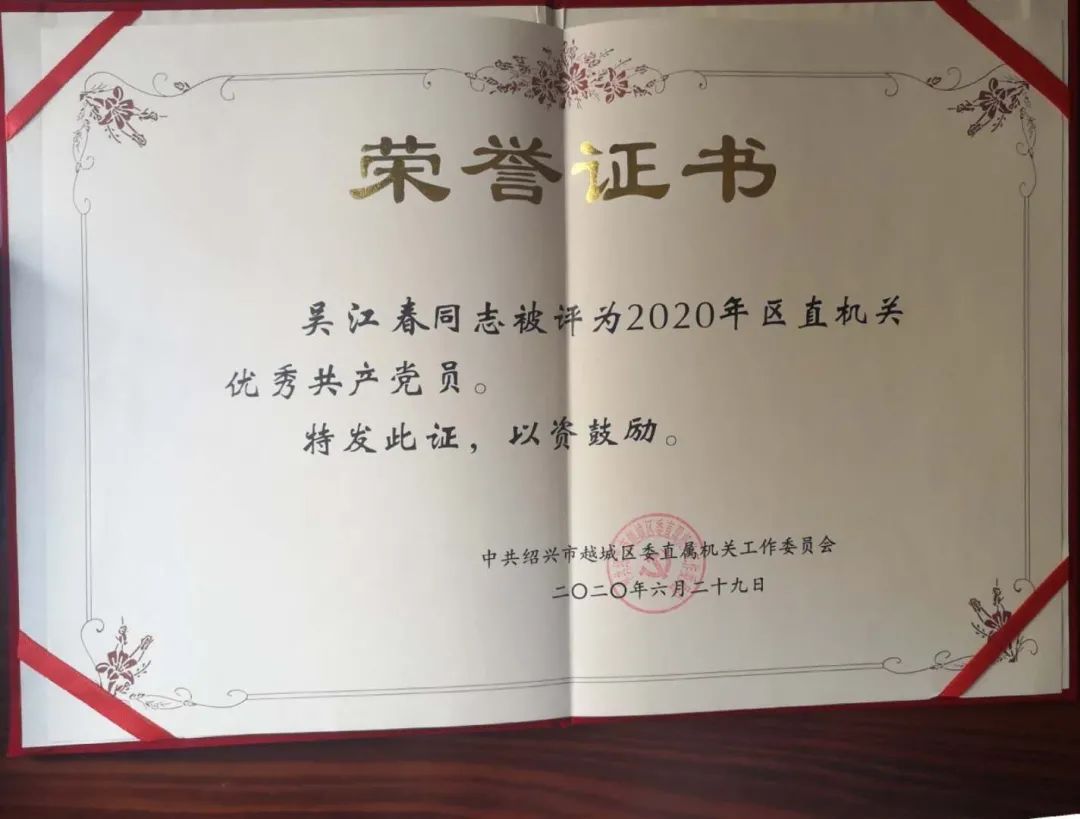 荣誉证书
吴江春同志被评为2020年区直机关
优秀共产党员。
特发此证，以资鼓励。
中共绍兴市越城区委直属机关工作委员会
二〇二〇年六月二十九日